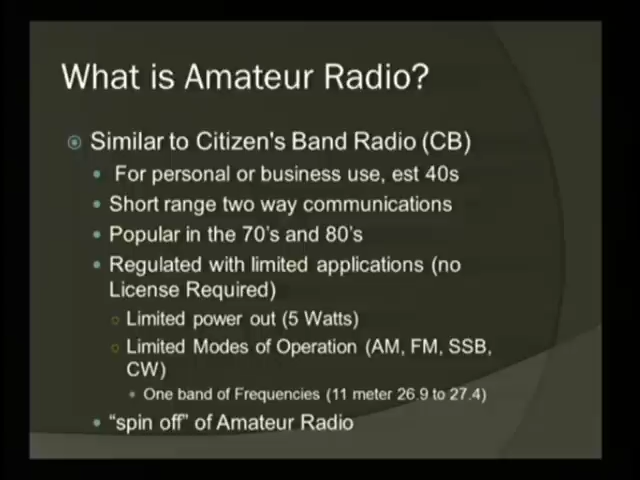 What is Amateur Radio?
Similar to Citizen's Band Radio (CB)
For personal or business use, est 40s
Short range two way communications
Popular in the 70's and 80's
Regulated with limited applications (no
License Required)
Limited power out (5 Watts)
Limited Modes of Operation (AM, FM, SSB,
CW)
One band of Frequencies (11 meter 26.9 to 27.4)
“spin off” of Amateur Radio